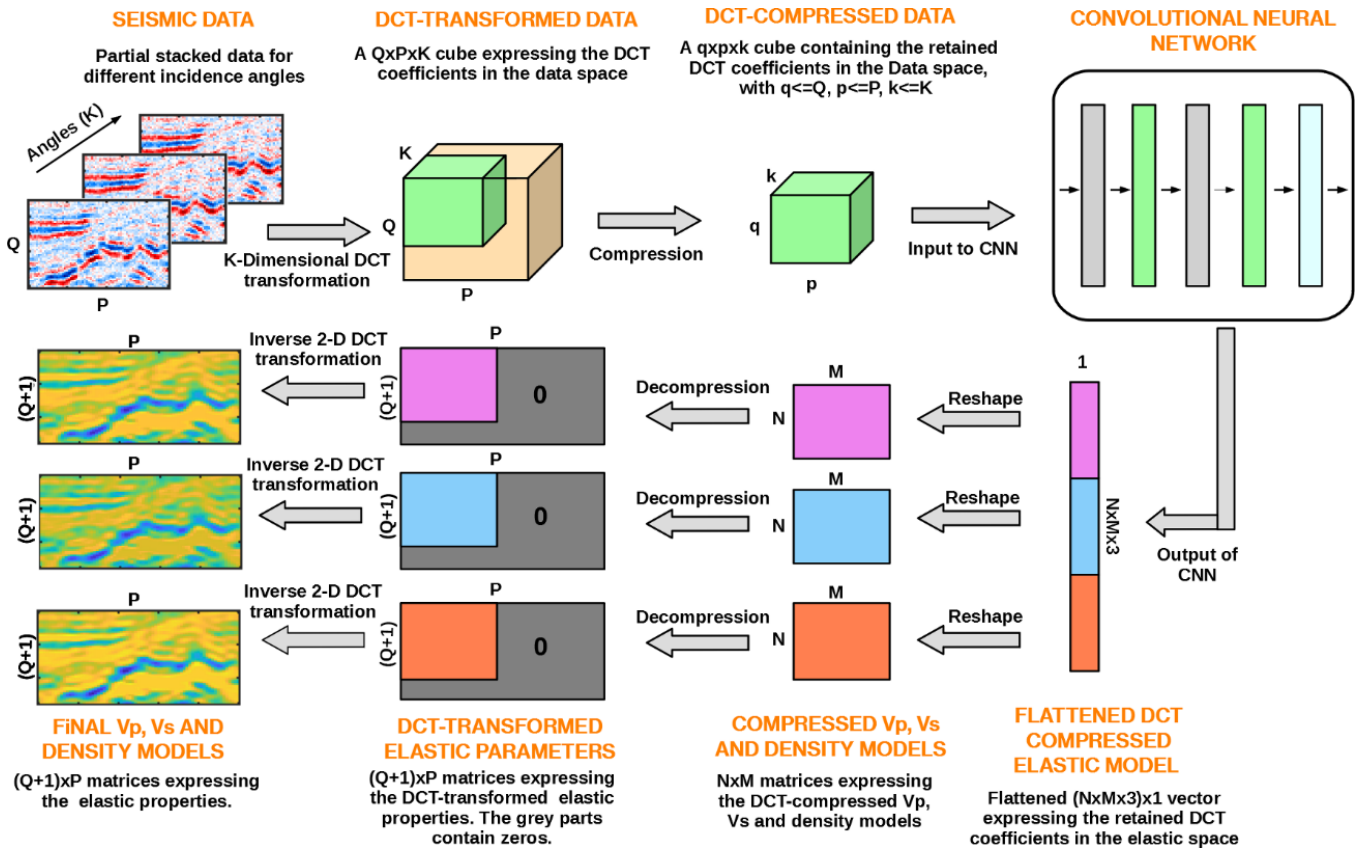 SEISMIC DATA
Partial stacked data for
different incidence angles
Angles (K)
Q
P
K-Dimensional DCT
transformation
DCT-TRANSFORMED DATA
A QxPxK cube expressing the DCT
coefficients in the data space
K
Q
P
Compression
DCT-COMPRESSED DATA
A qxpxk cube containing the retained
DCT coefficients in the Data space,
with q<=Q, p<=P, k<=K
k
q
p
Input to CNN
CONVOLUTIONAL NEURAL
NETWORK
Output of
CNN
1
NxMx3
Reshape
Reshape
Reshape
M
N
M
N
M
N
Decompression
Decompression
Decompression
P
(Q+1)
0
P
(Q+1)
0
P
(Q+1)
0
Inverse 2-D DCT
transformation
Inverse 2-D DCT
transformation
Inverse 2-D DCT
transformation
P
(Q+1)
P
(Q+1)
P
(Q+1)
FiNAL Vp, Vs AND
DENSITY MODELS
(Q+1)xP matrices expressing
the elastic properties.
DCT-TRANSFORMED
ELASTIC PARAMETERS
(Q+1)xP matrices expressing
the DCT-transformed elastic
properties. The grey parts
contain zeros.
COMPRESSED Vp, Vs
AND DENSITY MODELS
NxM matrices expressing
the DCT-compressed Vp,
Vs and density models
FLATTENED DCT
COMPRESSED
ELASTIC MODEL
Flattened (NxMx3)x1 vector
expressing the retained DCT
coefficients in the elastic space